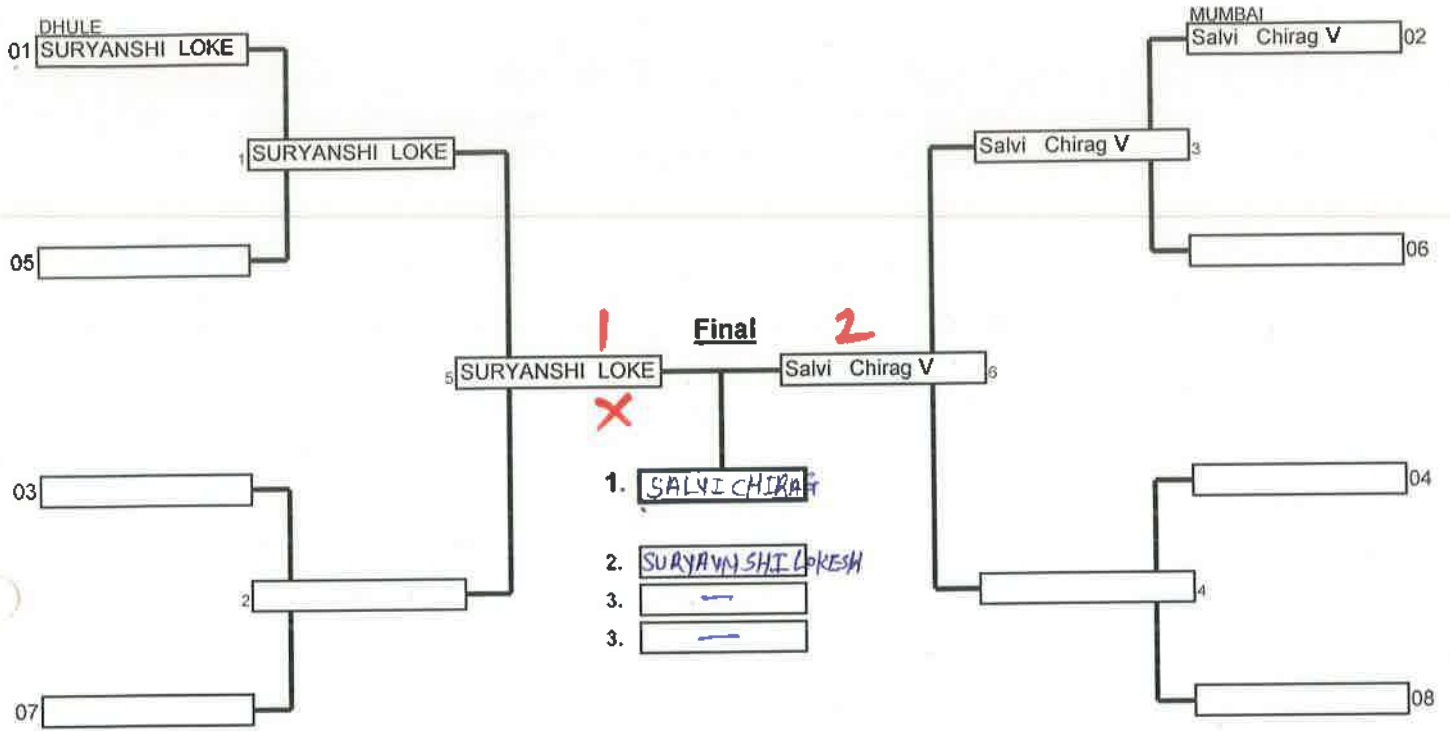 DHULE
01 SURYANSHI LOKE
MUMBAI
Salvi Chirag V 02
1 SURYANSHI LOKE
Salvi Chirag V 3
05
06
1 Final 2
5 SURYANSHI LOKE
Salvi Chirag V 6
X
03
04
1. SALVI CHIRAG
2. SURYAVNSHI LOKESH
3. —
3. —
2
4
07
08